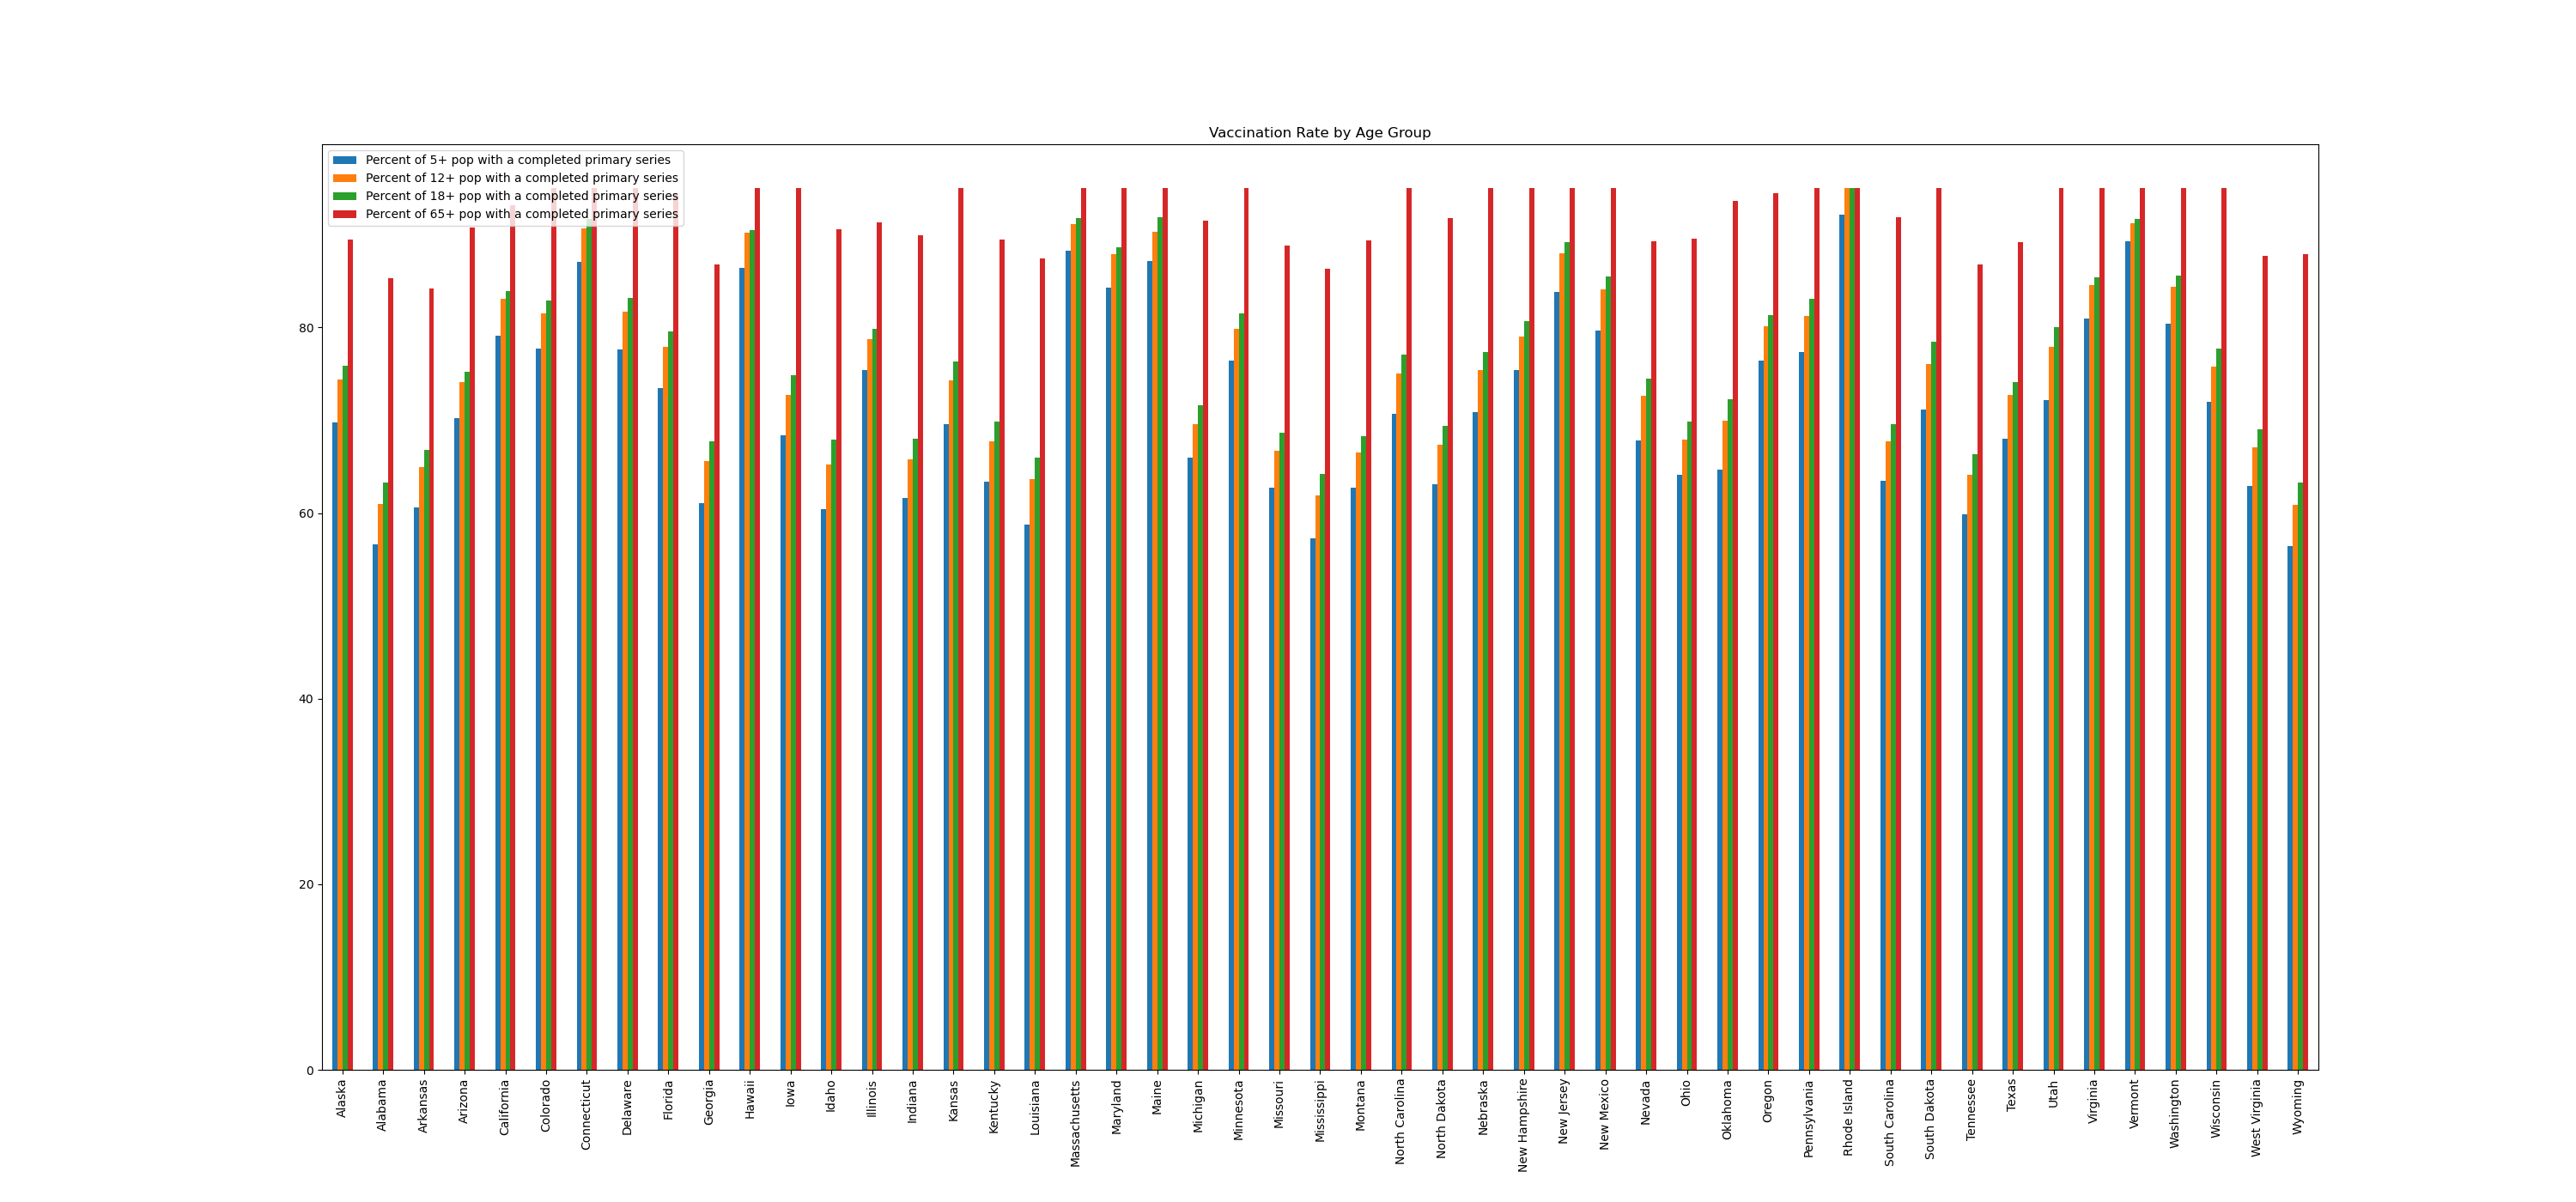 Vaccination Rate by Age Group
Percent of 5+ pop with a completed primary series
Percent of 12+ pop with a completed primary series
Percent of 18+ pop with a completed primary series
Percent of 65+ pop with a completed primary series
80
60
40
20
0
Alaska
Alabama
Arkansas
Arizona
California
Colorado
Connecticut
Delaware
Florida
Georgia
Hawaii
Iowa
Idaho
Illinois
Indiana
Kansas
Kentucky
Louisiana
Massachusetts
Maryland
Maine
Michigan
Minnesota
Missouri
Mississippi
Montana
North Carolina
North Dakota
Nebraska
New Hampshire
New Jersey
New Mexico
Nevada
Ohio
Oklahoma
Oregon
Pennsylvania
Rhode Island
South Carolina
South Dakota
Tennessee
Texas
Utah
Virginia
Vermont
Washington
Wisconsin
West Virginia
Wyoming